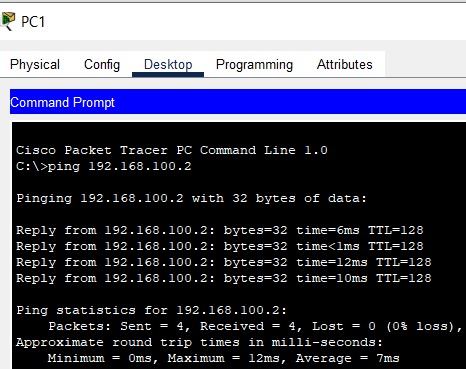 PC1
Physical Config Desktop Programming Attributes
Command Prompt
Cisco Packet Tracer PC Command Line 1.0
C:\>ping 192.168.100.2
Pinging 192.168.100.2 with 32 bytes of data:
Reply from 192.168.100.2: bytes=32 time=6ms TTL=128
Reply from 192.168.100.2: bytes=32 time<1ms TTL=128
Reply from 192.168.100.2: bytes=32 time=12ms TTL=128
Reply from 192.168.100.2: bytes=32 time=10ms TTL=128
Ping statistics for 192.168.100.2:
Packets: Sent = 4, Received = 4, Lost = 0 (0% loss),
Approximate round trip times in milli-seconds:
Minimum = 0ms, Maximum = 12ms, Average = 7ms